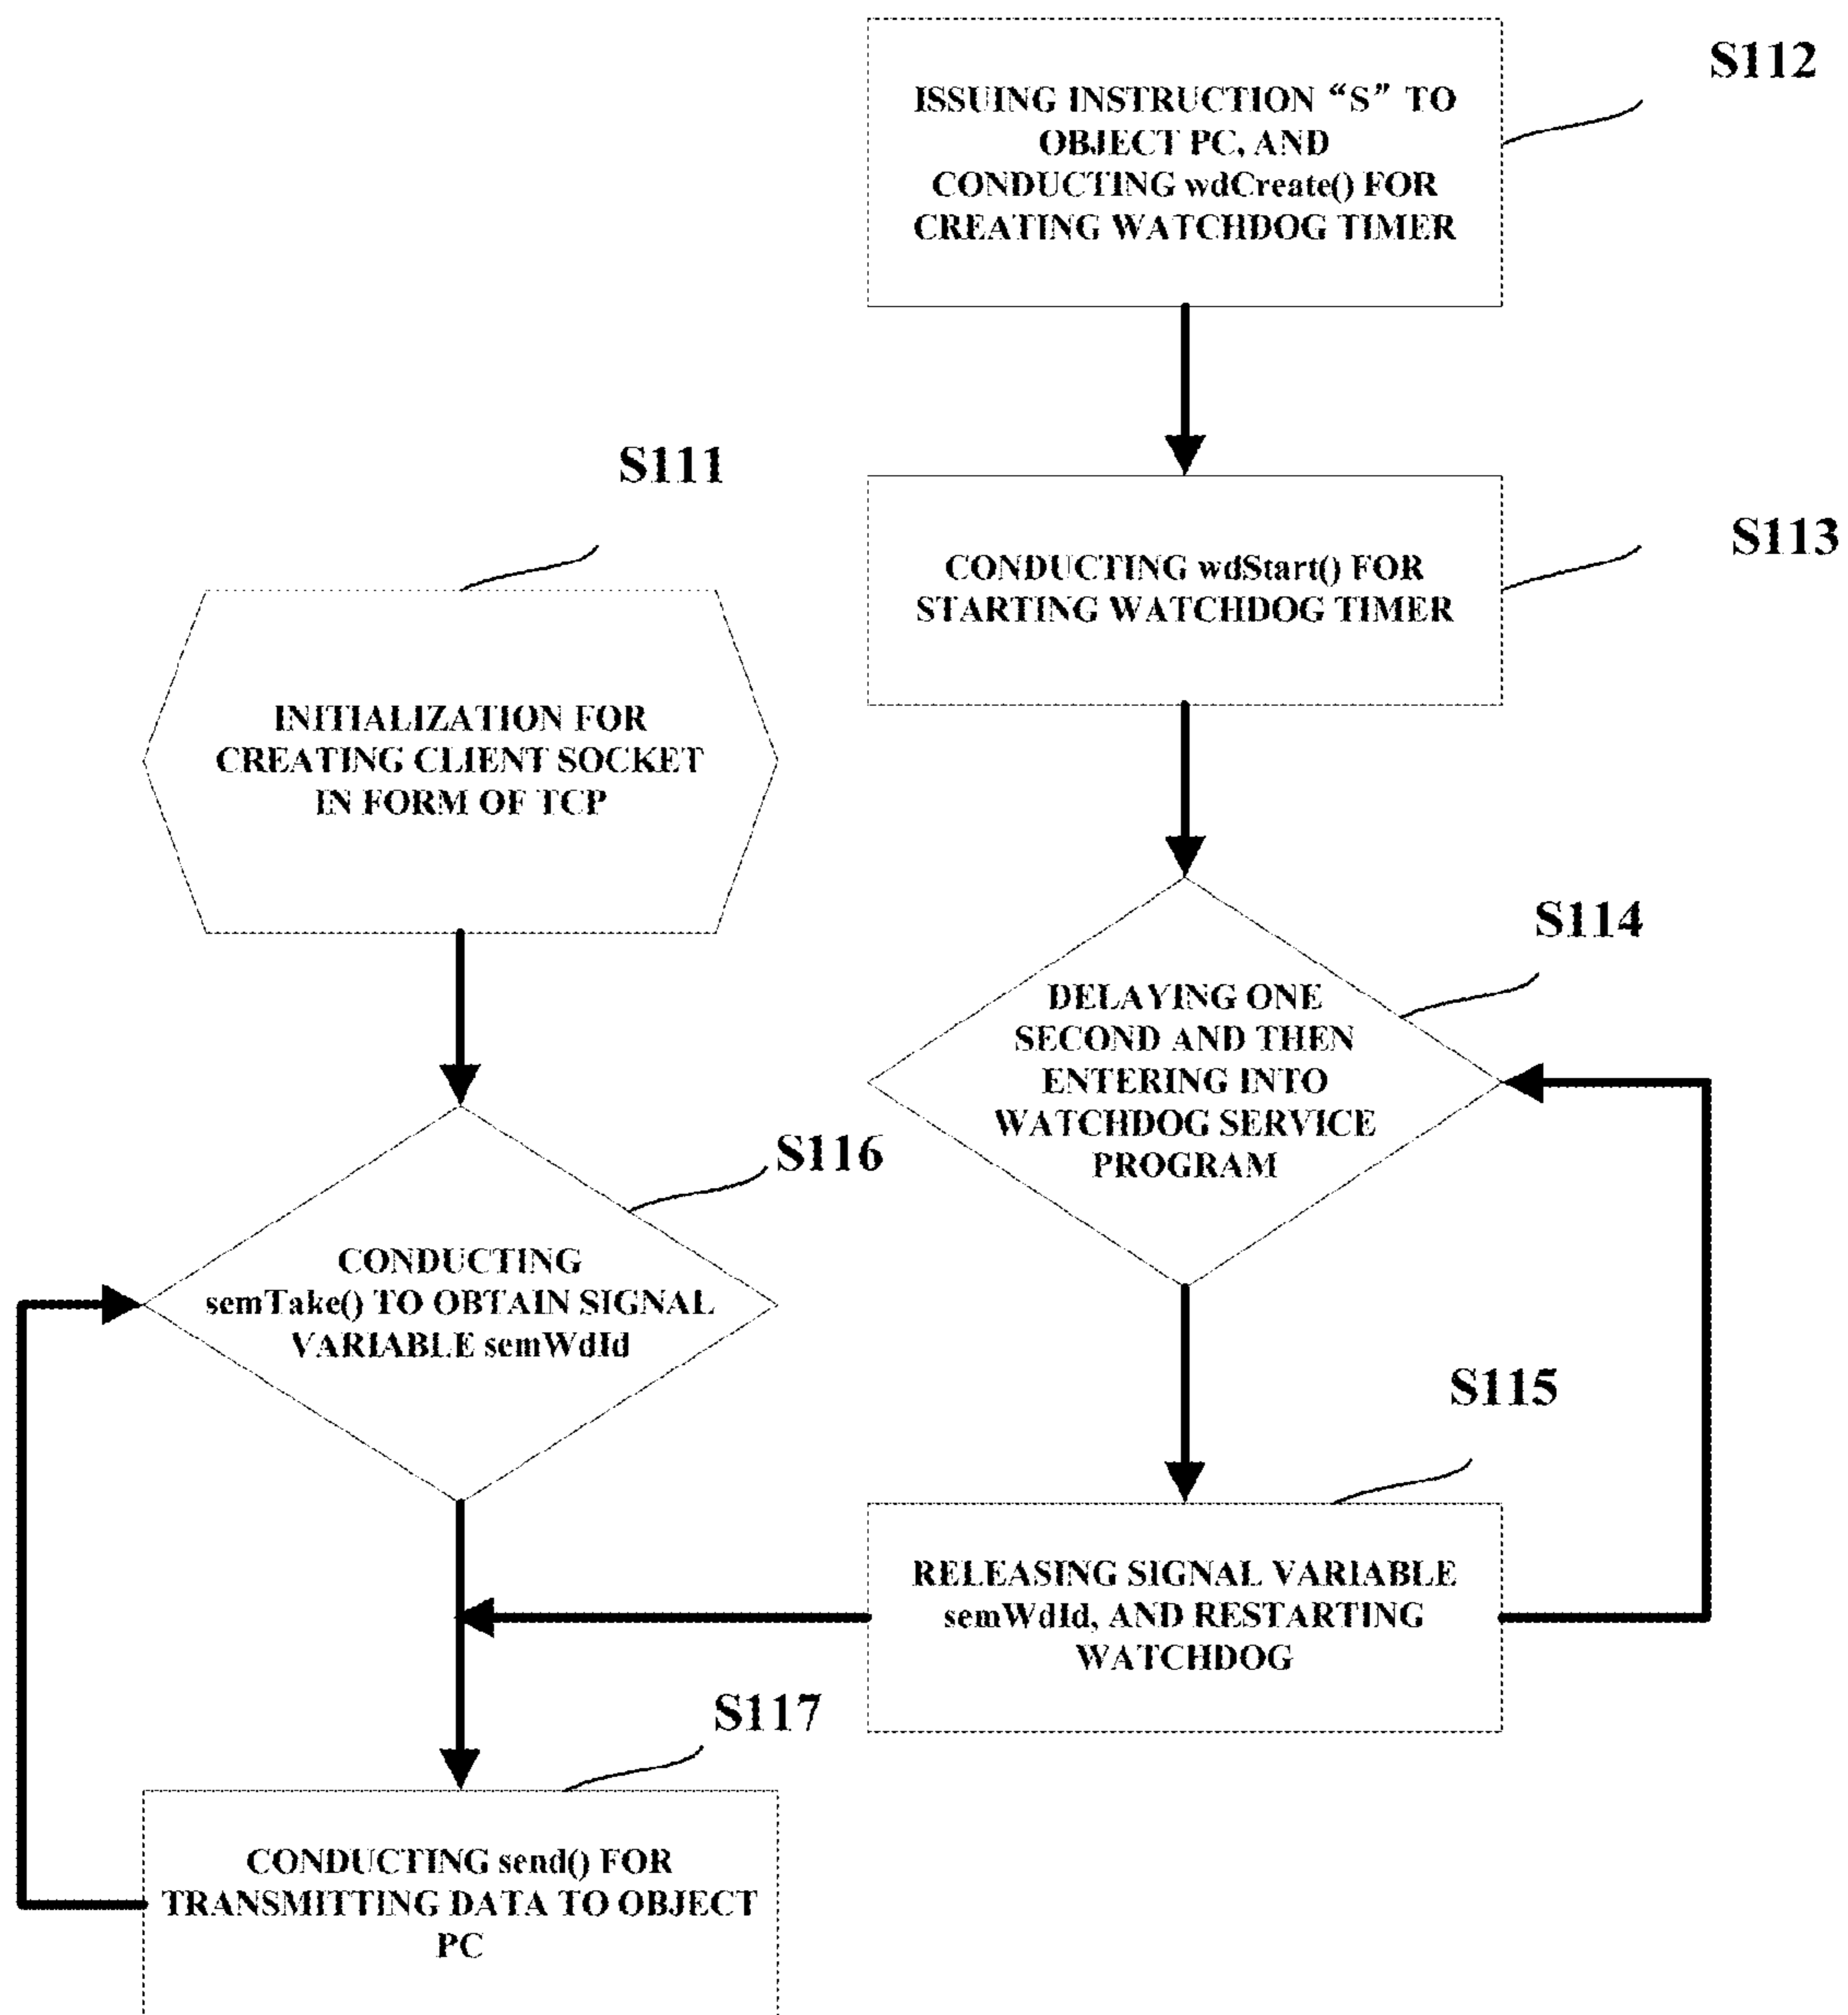 S112
ISSUING INSTRUCTION “S” TO
OBJECT PC, AND
CONDUCTING wdCreate() FOR
CREATING WATCHDOG TIMER
S113
CONDUCTING wdStart() FOR
STARTING WATCHDOG TIMER
S111
INITIALIZATION FOR
CREATING CLIENT SOCKET
IN FORM OF TCP
S114
DELAYING ONE
SECOND AND THEN
ENTERING INTO
WATCHDOG SERVICE
PROGRAM
S116
CONDUCTING
semTake() TO OBTAIN SIGNAL
VARIABLE semWdId
S115
RELEASING SIGNAL VARIABLE
semWdId, AND RESTARTING
WATCHDOG
S117
CONDUCTING send() FOR
TRANSMITTING DATA TO OBJECT
PC